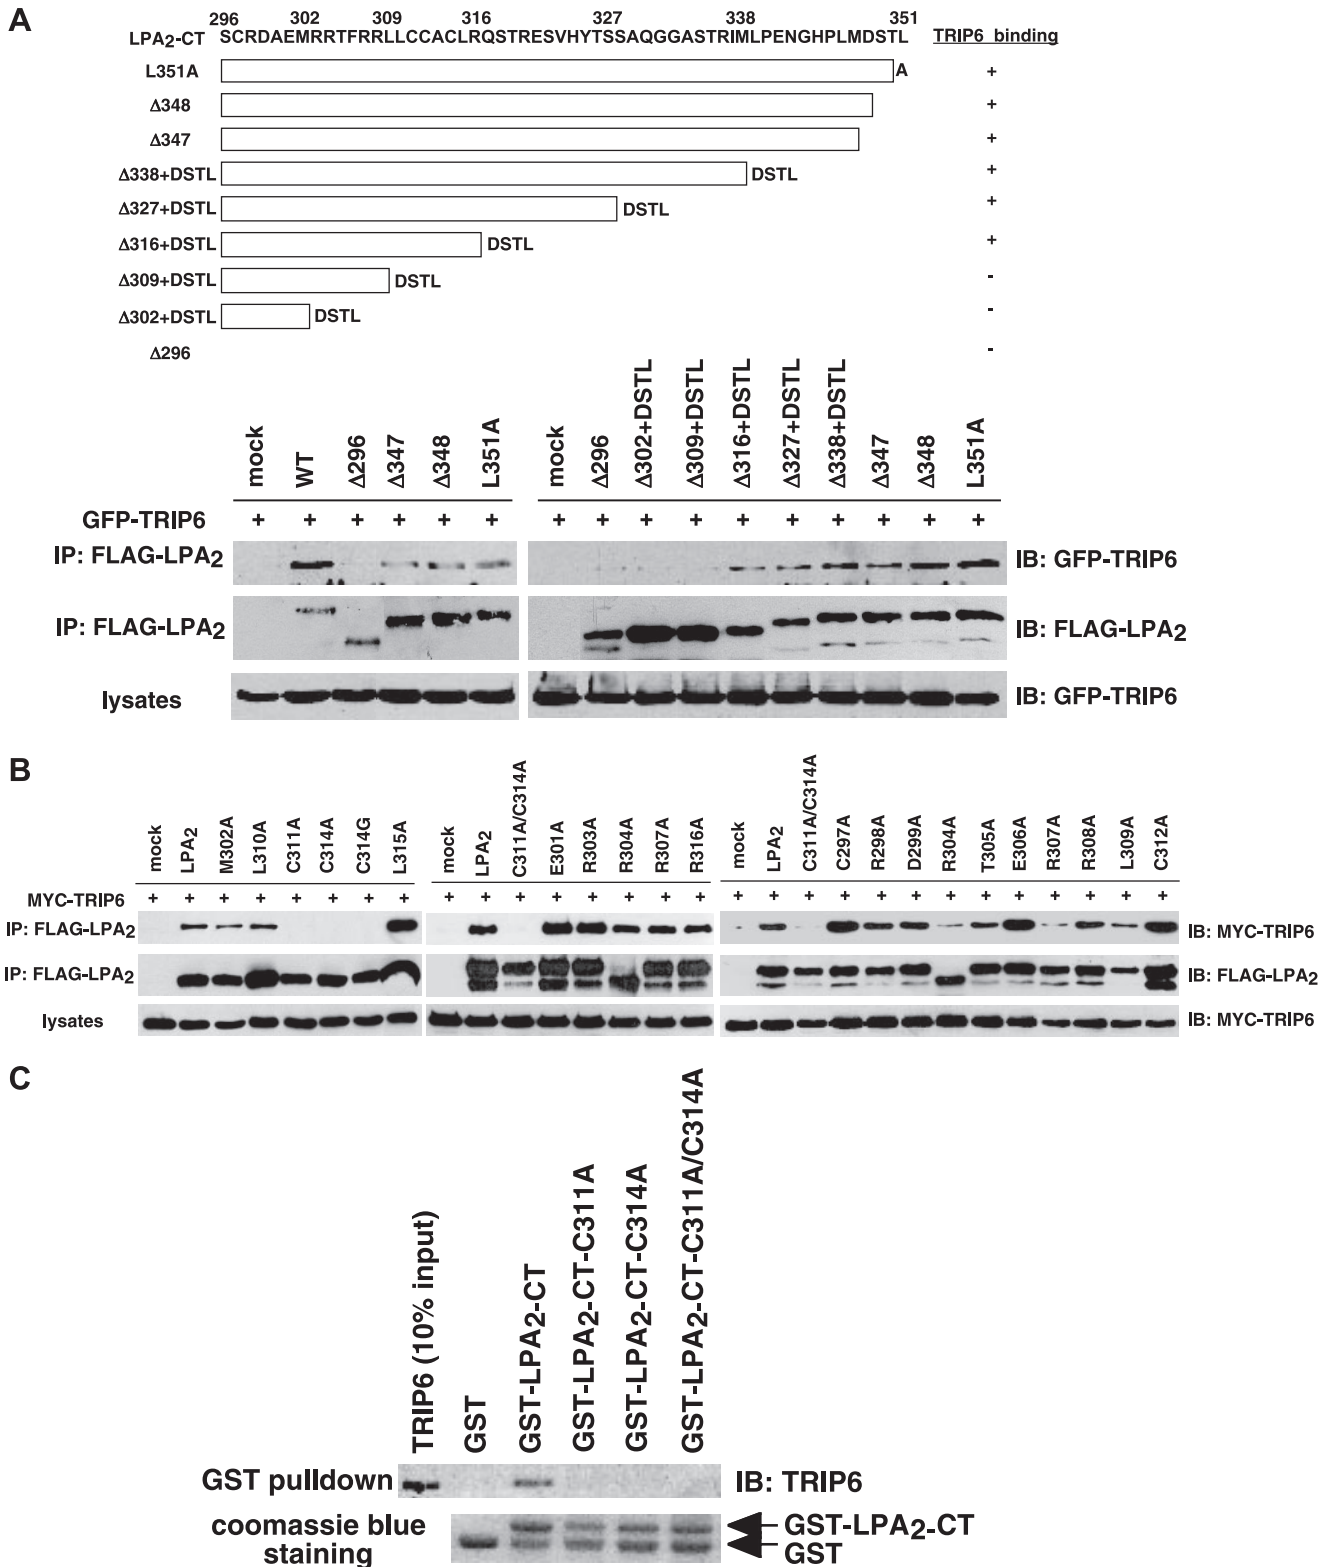 A
296 302 309 316 327 338 351
LPA2-CT SCRDAEMRRTFRRLLCCACLRQSTRESVHYTSSAQGGASTRIMLPENGHPLMDSTL TRIP6 binding
L351A A +
Δ348 +
Δ347 +
Δ338+DSTL DSTL +
Δ327+DSTL DSTL +
Δ316+DSTL DSTL +
Δ309+DSTL DSTL -
Δ302+DSTL DSTL -
Δ296 -
mock WT Δ296 Δ347 Δ348 L351A mock Δ296 Δ302+DSTL Δ309+DSTL Δ316+DSTL Δ327+DSTL Δ338+DSTL Δ347 Δ348 L351A
GFP-TRIP6 + + + + + + + + + + + + + + + +
IP: FLAG-LPA2 IB: GFP-TRIP6
IP: FLAG-LPA2 IB: FLAG-LPA2
lysates IB: GFP-TRIP6
B
mock LPA2 M302A L310A C311A C314A C314G L315A mock LPA2 C311A/C314A E301A R303A R304A R307A R316A mock LPA2 C311A/C314A C297A R298A D299A R304A T305A E306A R307A R308A L309A C312A
MYC-TRIP6 + + + + + + + + + + + + + + + + + + + + + + + + + + + + +
IP: FLAG-LPA2 IB: MYC-TRIP6
IP: FLAG-LPA2 IB: FLAG-LPA2
lysates IB: MYC-TRIP6
C
TRIP6 (10% input) GST GST-LPA2-CT GST-LPA2-CT-C311A GST-LPA2-CT-C314A GST-LPA2-CT-C311A/C314A
GST pulldown IB: TRIP6
coomassie blue GST-LPA2-CT
staining GST